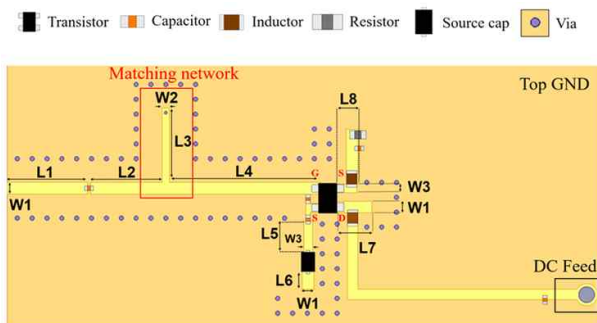 Transistor Capacitor Inductor Resistor Source cap Via
Matching network
Top GND
W2
L8
L3
G S
L1 L2 L4
W3
W1
W1
S D
L5
W3
L7
L6
W1
DC Feed